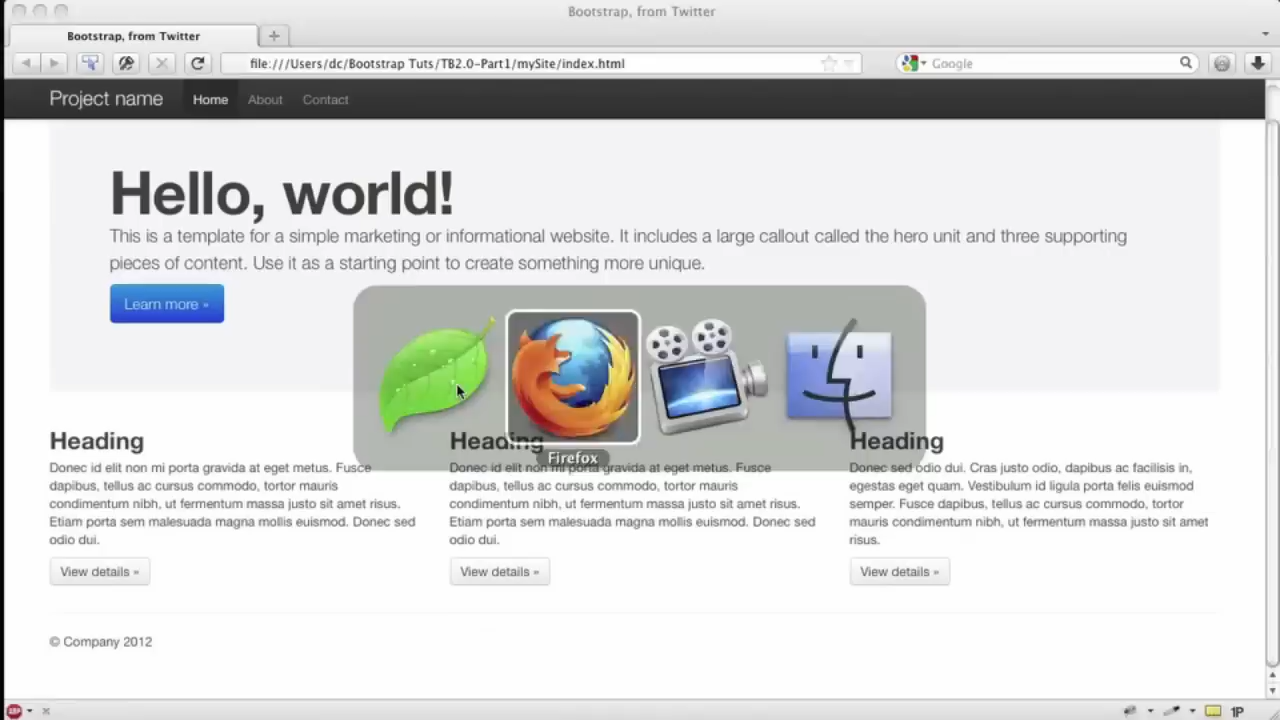 Bootstrap, from Twitter
Bootstrap, from Twitter
file:///Users/dc/Bootstrap Tuts/TB2.0-Part1/mySite/index.html
Google
Project name Home About Contact
Hello, world!
This is a template for a simple marketing or informational website. It includes a large callout called the hero unit and three supporting
pieces of content. Use it as a starting point to create something more unique.
Learn more »
Firefox
Heading
Donec id elit non mi porta gravida at eget metus. Fusce
dapibus, tellus ac cursus commodo, tortor mauris
condimentum nibh, ut fermentum massa justo sit amet risus.
Etiam porta sem malesuada magna mollis euismod. Donec sed
odio dui.
View details »
Heading
Donec id elit non mi porta gravida at eget metus. Fusce
dapibus, tellus ac cursus commodo, tortor mauris
condimentum nibh, ut fermentum massa justo sit amet risus.
Etiam porta sem malesuada magna mollis euismod. Donec sed
odio dui.
View details »
Heading
Donec sed odio dui. Cras justo odio, dapibus ac facilisis in,
egestas eget quam. Vestibulum id ligula porta felis euismod
semper. Fusce dapibus, tellus ac cursus commodo, tortor
mauris condimentum nibh, ut fermentum massa justo sit amet
risus.
View details »
© Company 2012
ABP
1P